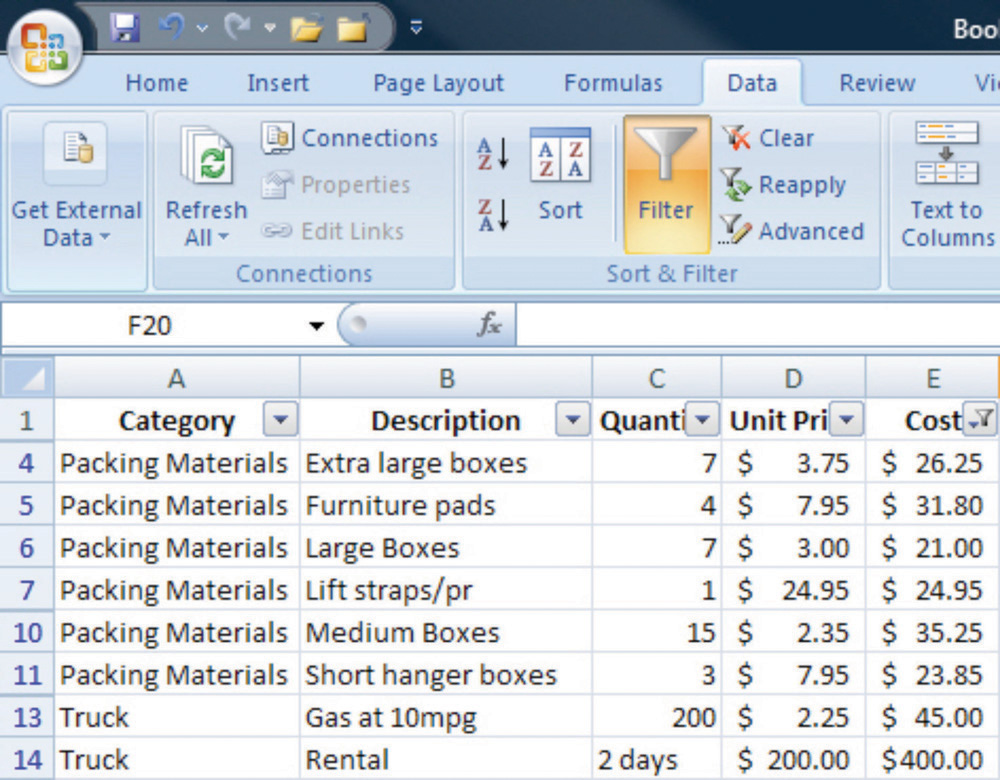 Boo
Home Insert Page Layout Formulas Data Review Vi
Get External Data
Refresh All
Connections
Properties
Edit Links
Connections
A Z
Z A
A Z Z A
Sort
Filter
Clear
Reapply
Advanced
Sort & Filter
Text to Columns
F20 fx
A B C D E
1 Category Description Quanti Unit Pri Cost
4 Packing Materials Extra large boxes 7 $ 3.75 $ 26.25
5 Packing Materials Furniture pads 4 $ 7.95 $ 31.80
6 Packing Materials Large Boxes 7 $ 3.00 $ 21.00
7 Packing Materials Lift straps/pr 1 $ 24.95 $ 24.95
10 Packing Materials Medium Boxes 15 $ 2.35 $ 35.25
11 Packing Materials Short hanger boxes 3 $ 7.95 $ 23.85
13 Truck Gas at 10mpg 200 $ 2.25 $ 45.00
14 Truck Rental 2 days $ 200.00 $400.00